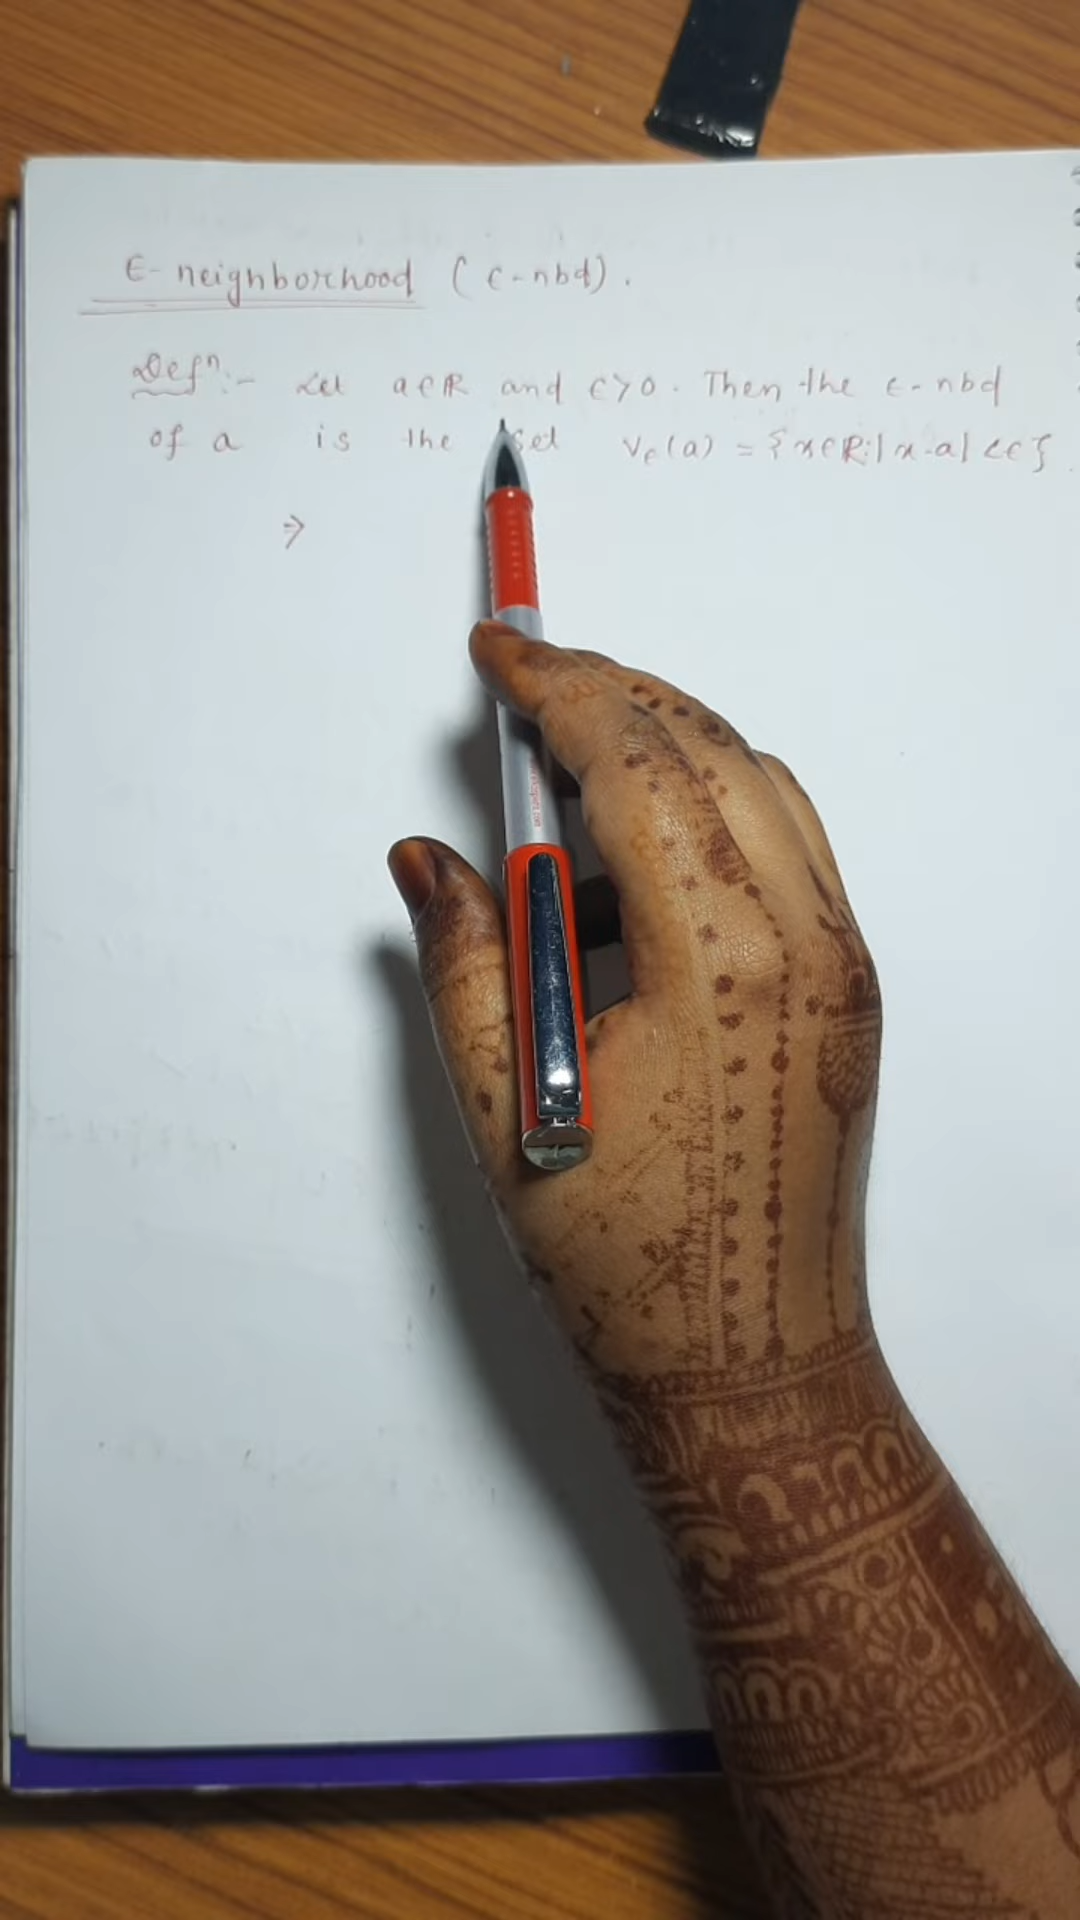 ε- neighborhood (ε-nbd).
Defⁿ:- Let a∈ℝ and ε>0. Then the ε-nbd
of a is the set Vε(a) = {x∈ℝ:|x-a|<ε}.
⇒